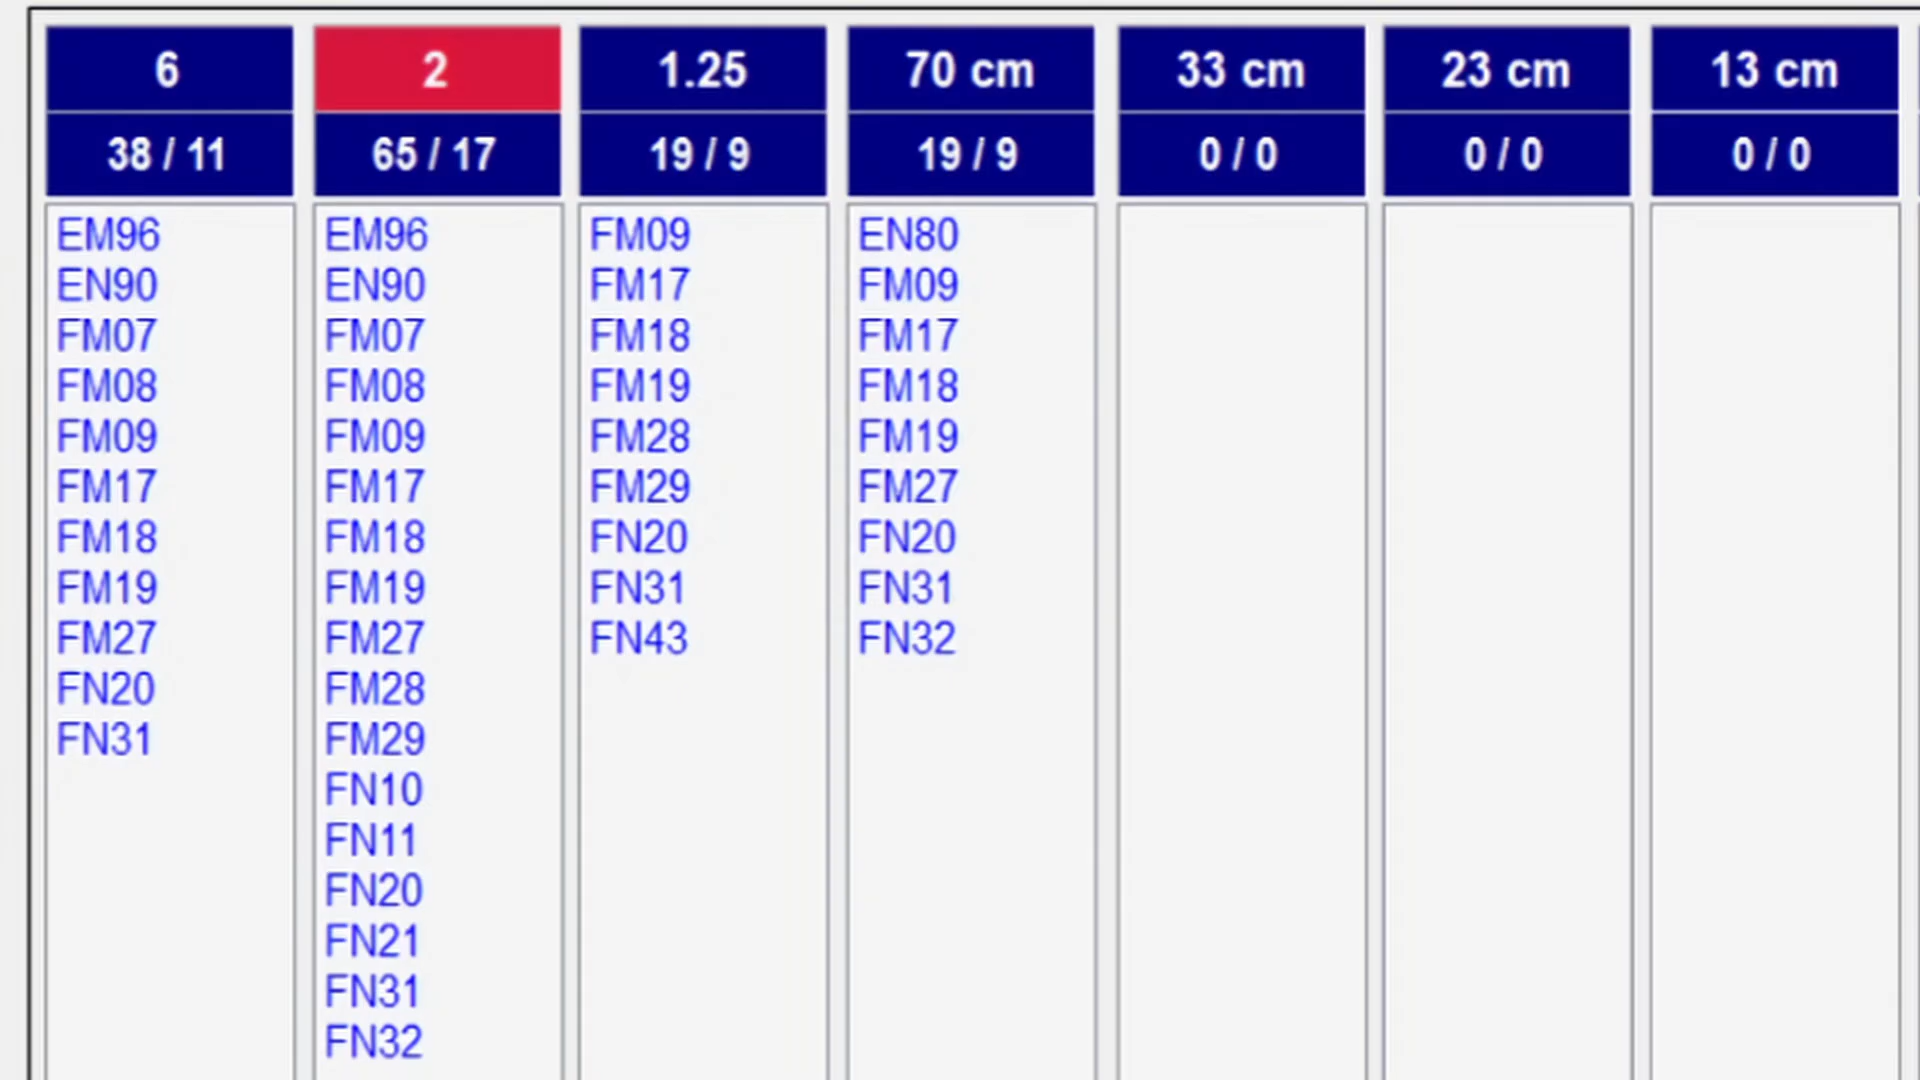 6 2 1.25 70 cm 33 cm 23 cm 13 cm
38 / 11 65 / 17 19 / 9 19 / 9 0 / 0 0 / 0 0 / 0
EM96 EM96 FM09 EN80
EN90 EN90 FM17 FM09
FM07 FM07 FM18 FM17
FM08 FM08 FM19 FM18
FM09 FM09 FM28 FM19
FM17 FM17 FM29 FM27
FM18 FM18 FN20 FN20
FM19 FM19 FN31 FN31
FM27 FM27 FN43 FN32
FN20 FM28
FN31 FM29
FN10
FN11
FN20
FN21
FN31
FN32